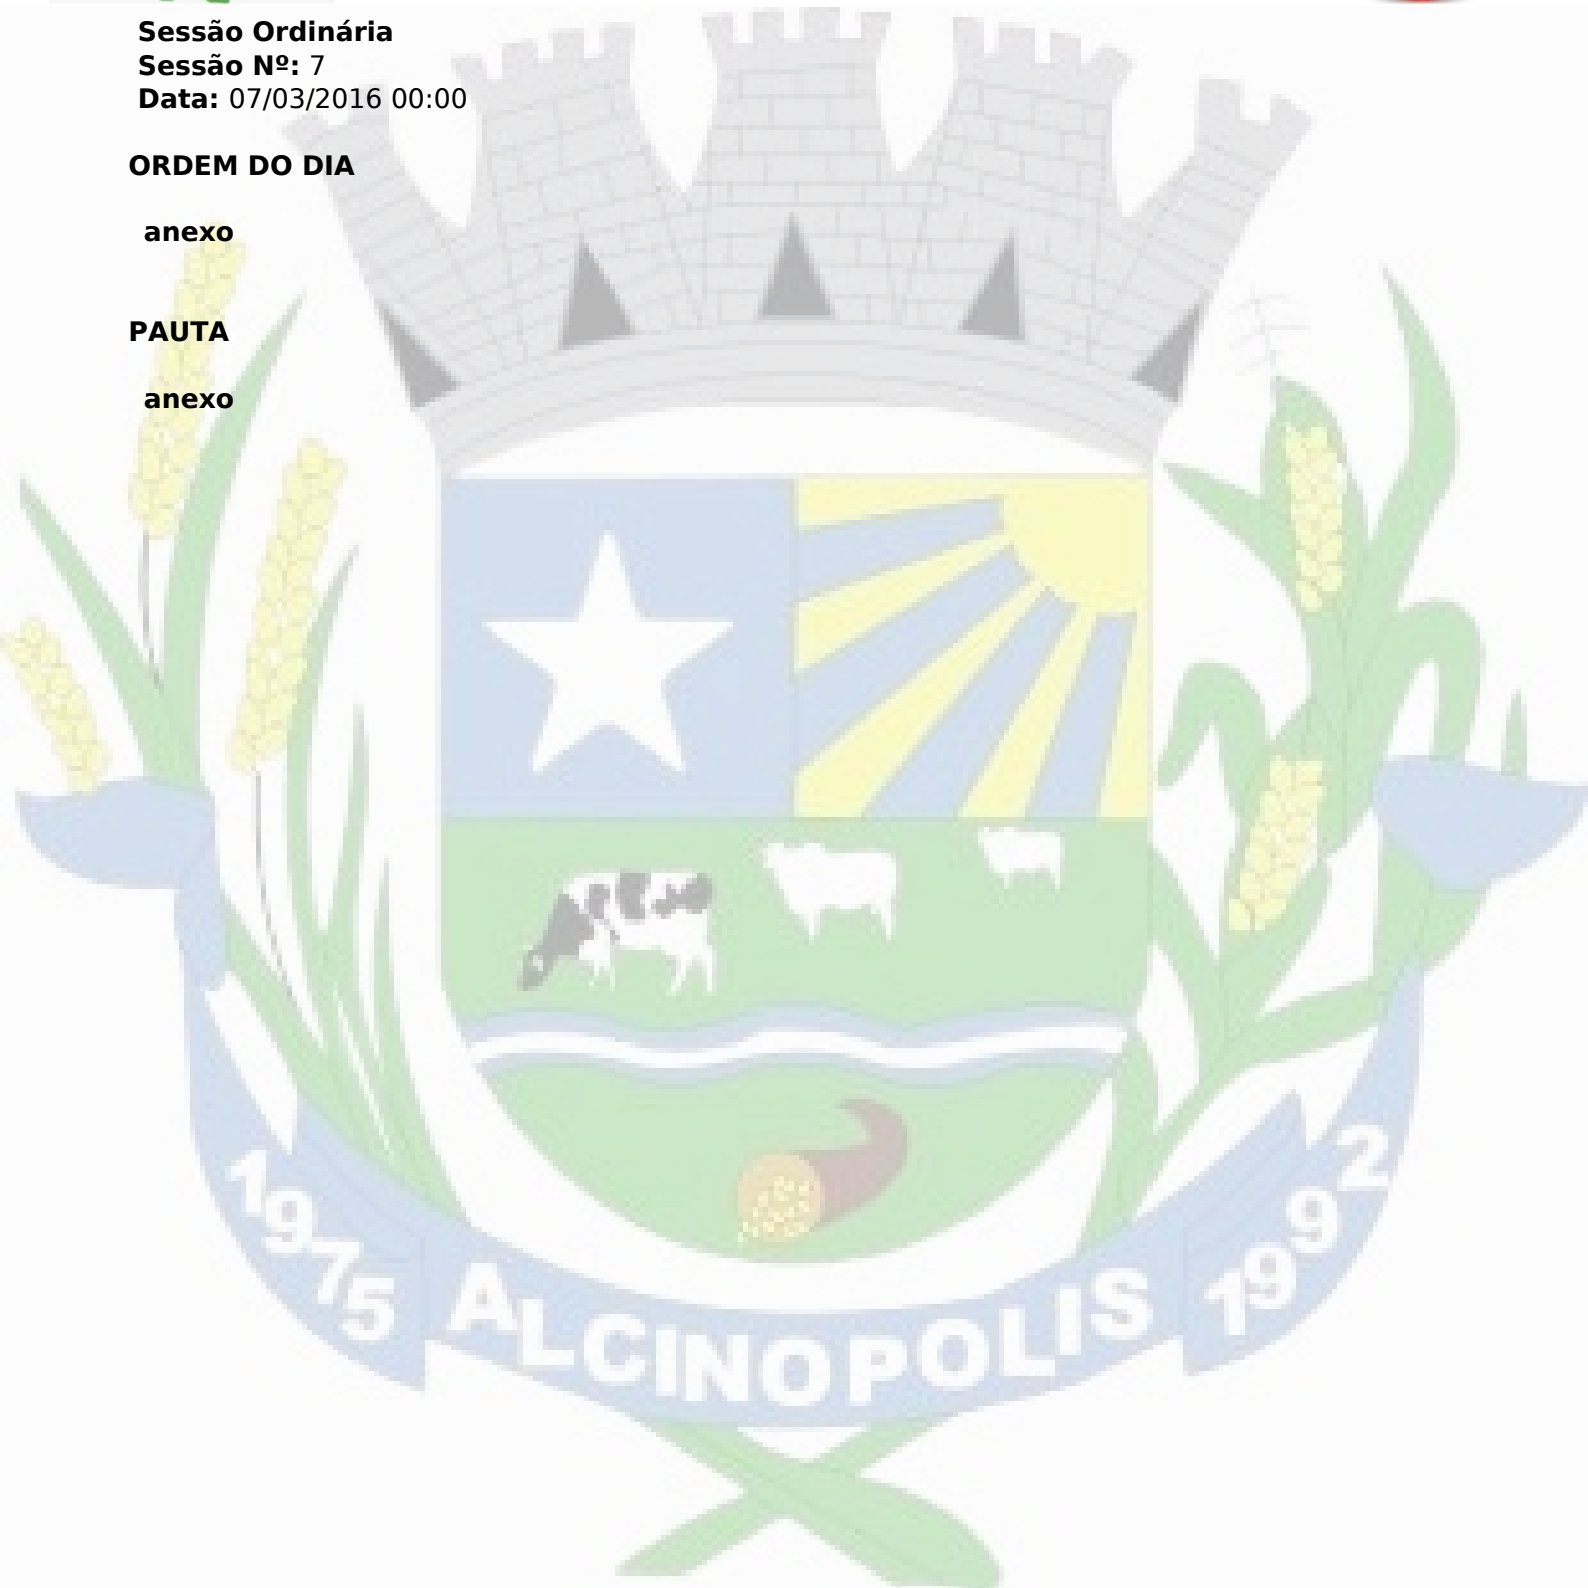 Sessão Ordinária
Sessão Nº: 7
Data: 07/03/2016 00:00
ORDEM DO DIA
anexo
PAUTA
anexo
1975 ALCINOPOLIS 1992